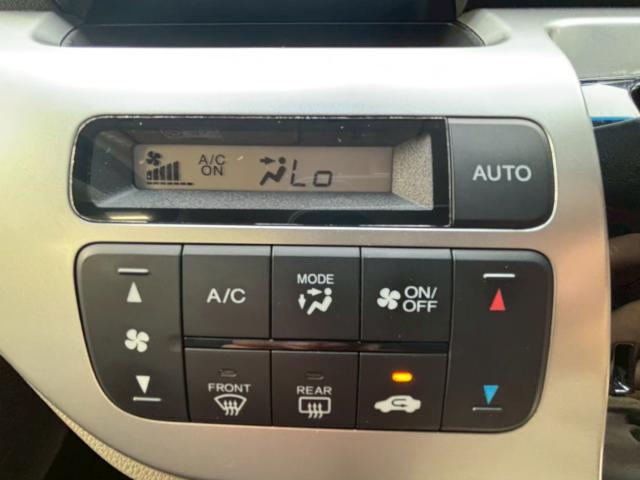 A/C
ON
Lo
AUTO
A/C
MODE
ON/
OFF
FRONT
REAR